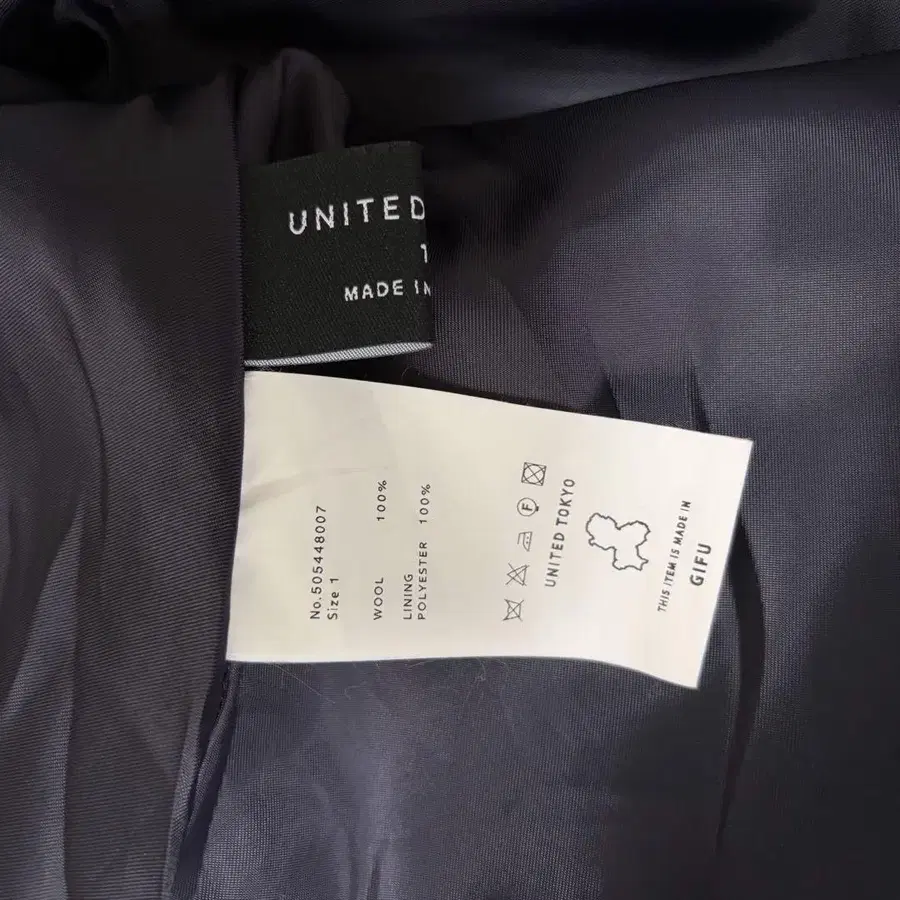 UNITED
1
MADE IN
No.505448007
Size 1
WOOL 100%
LINING
POLYESTER 100%
F
UNITED TOKYO
THIS ITEM IS MADE IN
GIFU